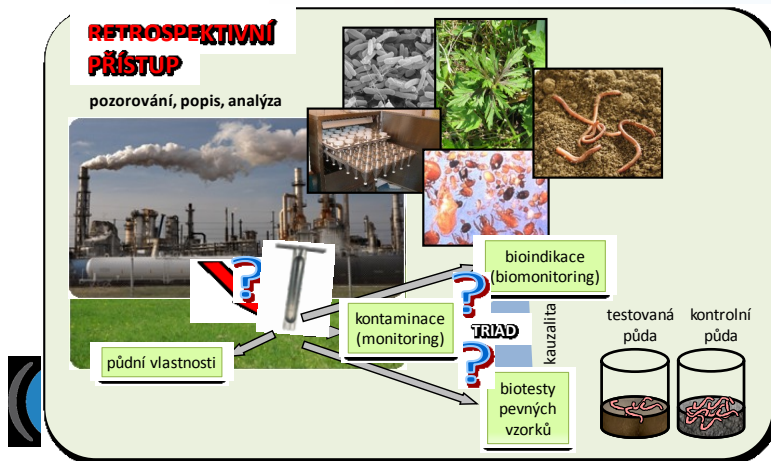 RETROSPEKTIVNÍ
PŘÍSTUP
pozorování, popis, analýza
bioindikace
(biomonitoring)
kontaminace
(monitoring)
TRIAD
kauzalita
testovaná
půda
kontrolní
půda
půdní vlastnosti
biotesty
pevných
vzorků
?
?
?